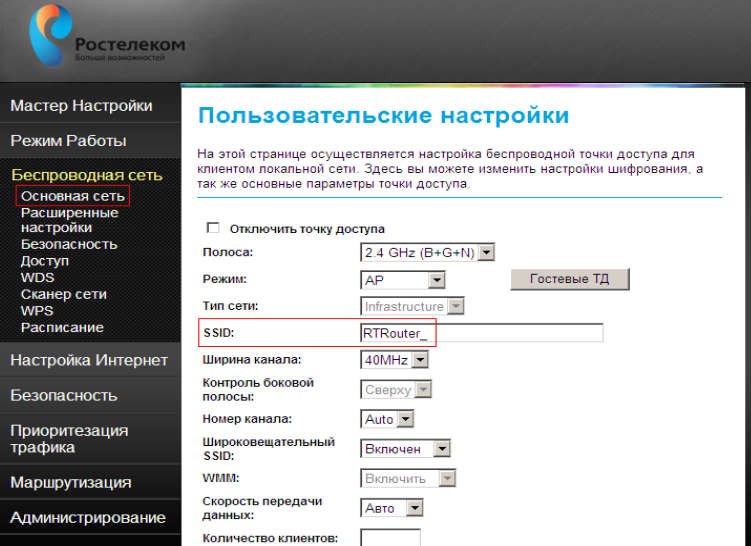 Ростелеком
Больше возможностей
Мастер Настройки
Режим Работы
Беспроводная сеть
Основная сеть
Расширенные
настройки
Безопасность
Доступ
WDS
Сканер сети
WPS
Расписание
Настройка Интернет
Безопасность
Приоритезация
трафика
Маршрутизация
Администрирование
Пользовательские настройки
На этой странице осуществляется настройка беспроводной точки доступа для
клиентом локальной сети. Здесь вы можете изменить настройки шифрования, а
так же основные параметры точки доступа.
Отключить точку доступа
Полоса: 2.4 GHz (B+G+N)
Режим: AP Гостевые ТД
Тип сети: Infrastructure
SSID: RTRouter_
Ширина канала: 40MHz
Контроль боковой
полосы: Сверху
Номер канала: Auto
Широковещательный
SSID: Включен
WMM: Включить
Скорость передачи
данных: Авто
Количество клиентов: